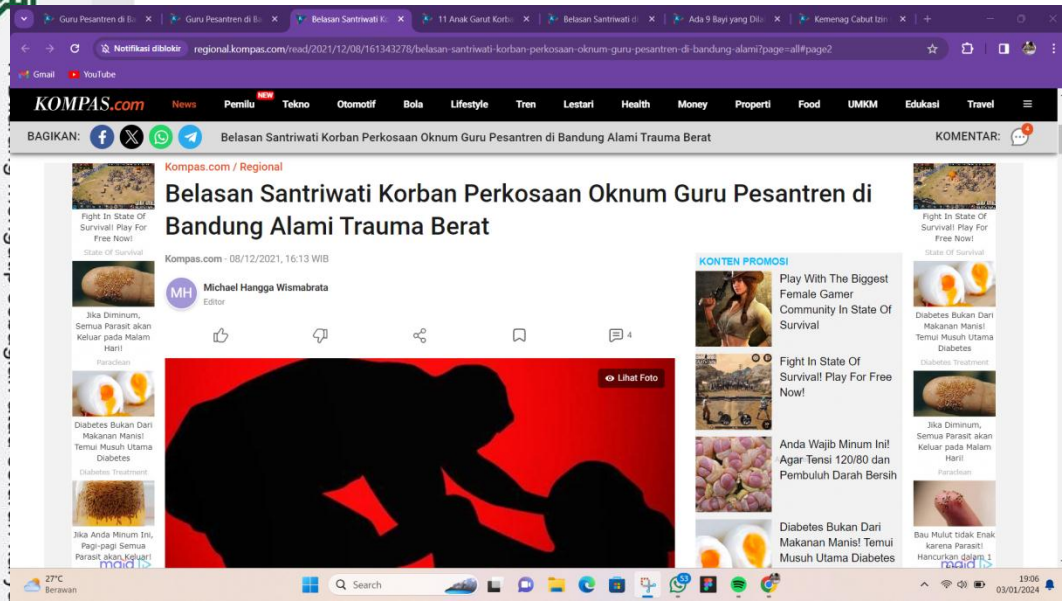 Guru Pesantren di Ba
Guru Pesantren di Ba
Belasan Santriwati Ko
11 Anak Garut Korba
Belasan Santriwati di
Ada 9 Bayi yang Dila
Kemenag Cabut Izin
Notifikasi diblokir
regional.kompas.com/read/2021/12/08/161343278/belasan-santriwati-korban-perkosaan-oknum-guru-pesantren-di-bandung-alami?page=all#page2
Gmail
YouTube
KOMPAS.com
News
Pemilu
NEW
Tekno
Otomotif
Bola
Lifestyle
Tren
Lestari
Health
Money
Properti
Food
UMKM
Edukasi
Travel
BAGIKAN:
Belasan Santriwati Korban Perkosaan Oknum Guru Pesantren di Bandung Alami Trauma Berat
KOMENTAR:
4
Kompas.com / Regional
Belasan Santriwati Korban Perkosaan Oknum Guru Pesantren di
Bandung Alami Trauma Berat
Kompas.com - 08/12/2021, 16:13 WIB
MH
Michael Hangga Wismabrata
Editor
4
Lihat Foto
Fight In State Of
Survival! Play For
Free Now!
State Of Survival
Jika Diminum,
Semua Parasit akan
Keluar pada Malam
Hari!
Paraclean
Diabetes Bukan Dari
Makanan Manis!
Temui Musuh Utama
Diabetes
Diabetes Treatment
Jika Anda Minum Ini,
Pagi-pagi Semua
Parasit akan Keluar!
mgid
KONTEN PROMOSI
Play With The Biggest
Female Gamer
Community In State Of
Survival
Fight In State Of
Survival! Play For Free
Now!
Anda Wajib Minum Ini!
Agar Tensi 120/80 dan
Pembuluh Darah Bersih
Diabetes Bukan Dari
Makanan Manis! Temui
Musuh Utama Diabetes
Fight In State Of
Survival! Play For
Free Now!
State Of Survival
Diabetes Bukan Dari
Makanan Manis!
Temui Musuh Utama
Diabetes
Diabetes Treatment
Jika Diminum,
Semua Parasit akan
Keluar pada Malam
Hari!
Paraclean
Bau Mulut tidak Enak
karena Parasit!
Hancurkan dalam 1
mgid
27°C
Berawan
Search
19:06
03/01/2024